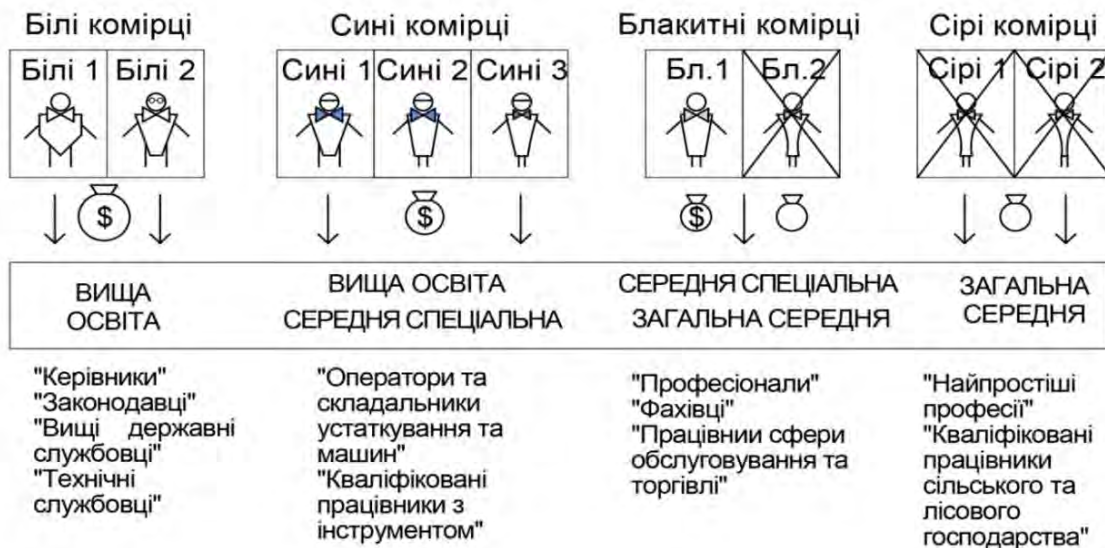 Білі комірці
Сині комірці
Блакитні комірці
Сірі комірці
Білі 1 Білі 2
Сині 1 Сині 2 Сині 3
Бл.1 Бл.2
Сірі 1 Сірі 2
$
$
$
ВИЩА
ОСВІТА
ВИЩА ОСВІТА
СЕРЕДНЯ СПЕЦІАЛЬНА
СЕРЕДНЯ СПЕЦІАЛЬНА
ЗАГАЛЬНА СЕРЕДНЯ
ЗАГАЛЬНА
СЕРЕДНЯ
"Керівники"
"Законодавці"
"Вищі державні
службовці"
"Технічні
службовці"
"Оператори та
складальники
устаткування та
машин"
"Кваліфіковані
працівники з
інструментом"
"Професіонали"
"Фахівці"
"Працівнии сфери
обслуговування та
торгівлі"
"Найпростіші
професії"
"Кваліфіковані
працівники
сільського та
лісового
господарства"